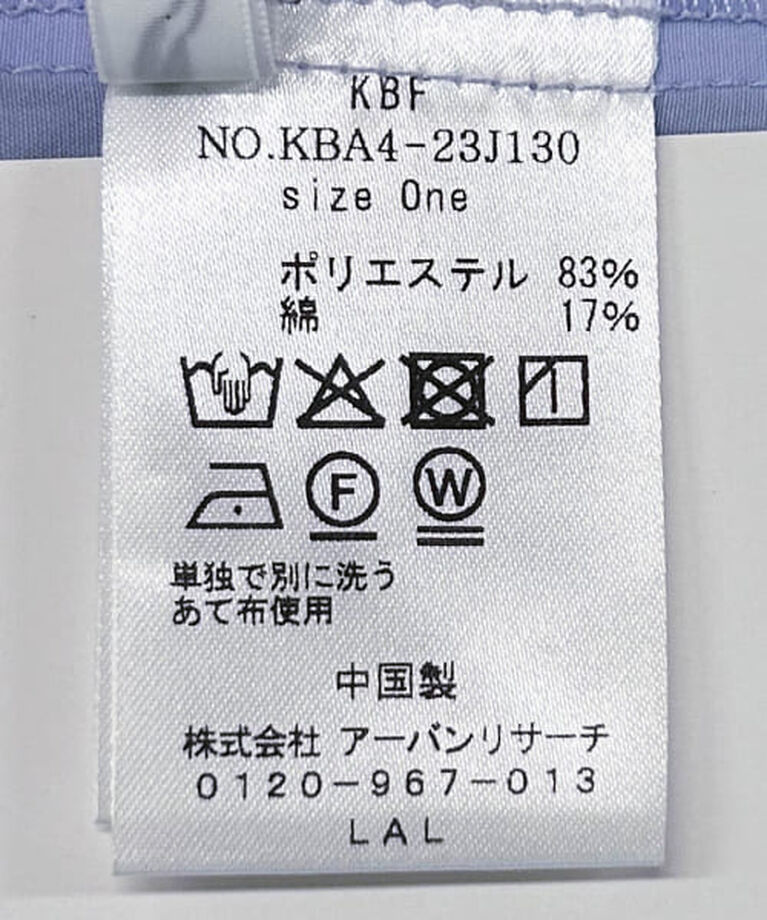 KBF
NO.KBA4-23J130
size One
ポリエステル 83%
綿 17%
F W
単独で別に洗う
あて布使用
中国製
株式会社 アーバンリサーチ
0120-967-013
LAL